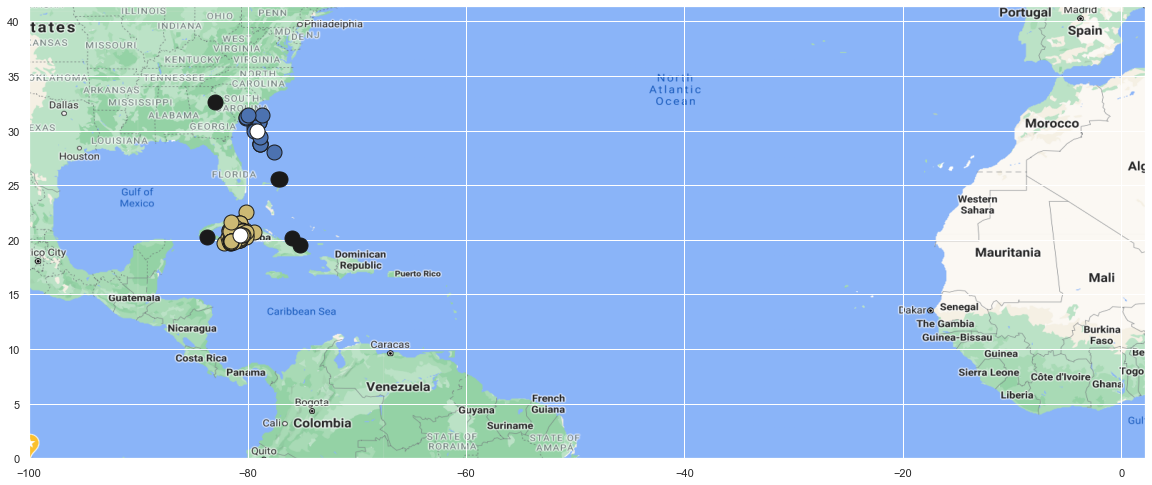 ILLINOIS
OHIO
PENN
Philadelphia
Portugal
Madrid
tates
INDIANA
MD
DE
NJ
Spain
ANSAS
MISSOURI
WEST
VIRGINIA
KENTUCKY
VIRGINIA
35
OKLAHOMA
TENNESSEE
NORTH
CAROLINA
North
Atlantic
Ocean
ARKANSAS
Dallas
MISSISSIPPI
SOUTH
CAROLINA
ALABAMA
Morocco
30
EXAS
GEORGIA
LOUISIANA
Houston
Alg
25
FLORIDA
Gulf of
Mexico
Western
Sahara
20
ba
ico City
Dominican
Republic
Puerto Rico
Mauritania
Mali
15
Guatemala
Caribbean Sea
Dakar
Senegal
Nicaragua
The Gambia
Guinea-Bissau
Burkina
Faso
10
Costa Rica
Caracas
Guinea
Be
Panama
Venezuela
Sierra Leone
Côte d'Ivoire
Togo
Ghana
5
Bogota
Guyana
French
Guiana
Liberia
Cali
Colombia
Suriname
Gul
STATE OF
RORAIMA
STATE OF
AMAPA
Quito
40
0
−100
−80
−60
−40
−20
0